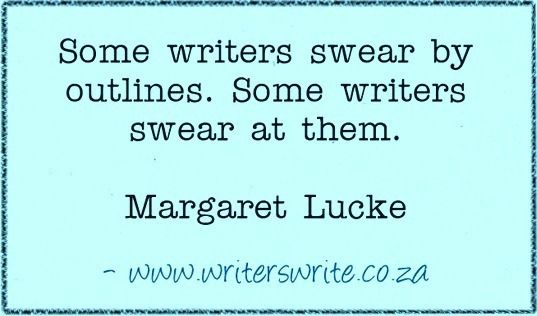 Some writers swear by
outlines. Some writers
swear at them.
Margaret Lucke
- www.writerswrite.co.za